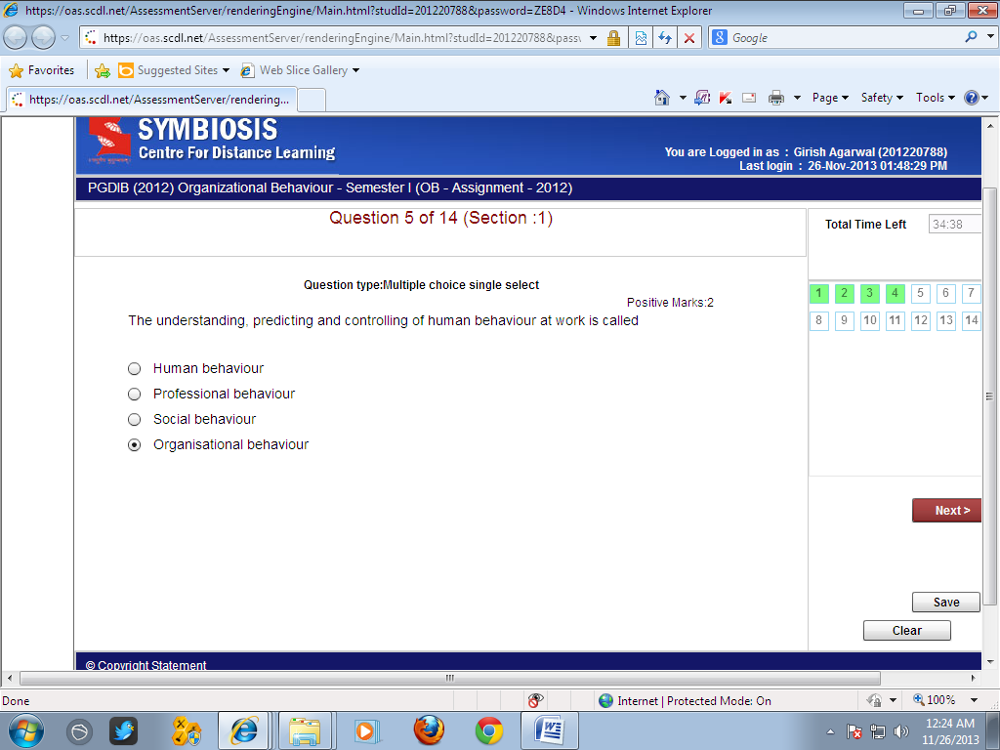 https://oas.scdl.net/AssessmentServer/renderingEngine/Main.html?studId=201220788&password=ZE8D4 - Windows Internet Explorer
https://oas.scdl.net/AssessmentServer/renderingEngine/Main.html?studId=201220788&passw
Google
Favorites
Suggested Sites
Web Slice Gallery
https://oas.scdl.net/AssessmentServer/rendering...
Page
Safety
Tools
SYMBIOSIS
Centre For Distance Learning
You are Logged in as : Girish Agarwal (201220788)
Last login : 26-Nov-2013 01:48:29 PM
PGDIB (2012) Organizational Behaviour - Semester I (OB - Assignment - 2012)
Question 5 of 14 (Section :1)
Total Time Left 34:38
Question type:Multiple choice single select
Positive Marks:2
The understanding, predicting and controlling of human behaviour at work is called
Human behaviour
Professional behaviour
Social behaviour
Organisational behaviour
1 2 3 4 5 6 7
8 9 10 11 12 13 14
Next >
Save
Clear
© Copyright Statement
Done
Internet | Protected Mode: On
100%
12:24 AM
11/26/2013